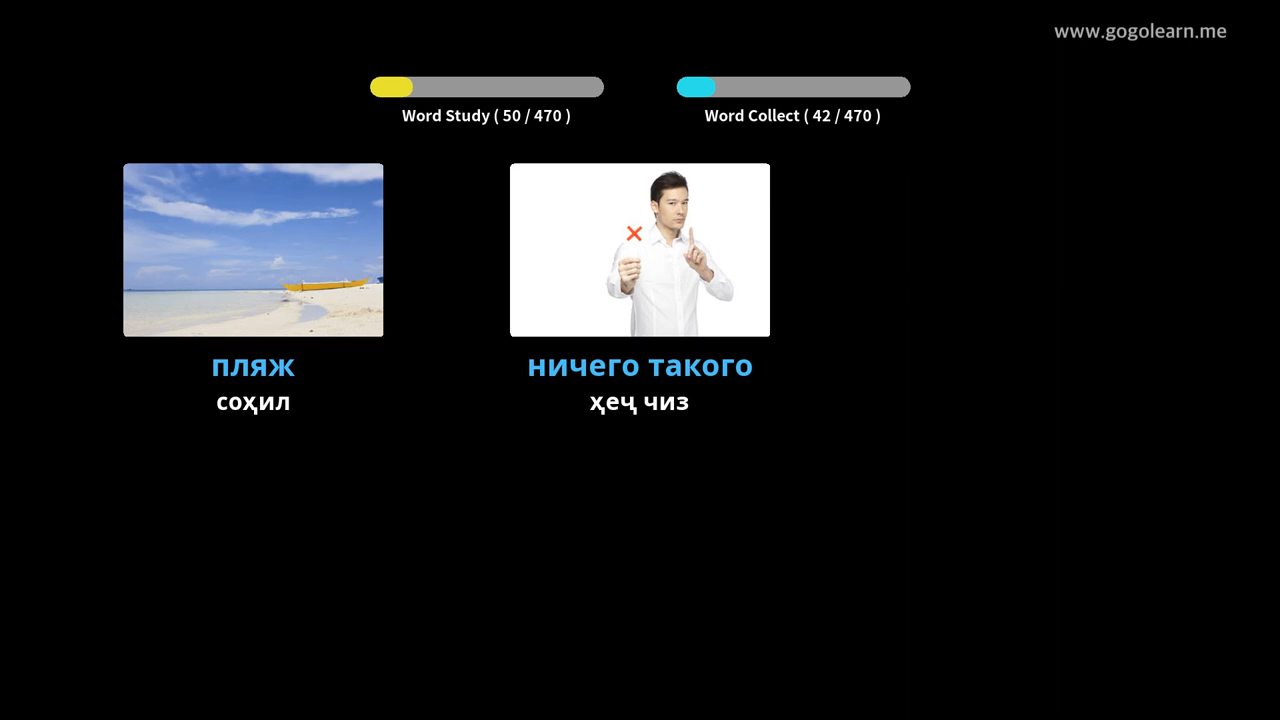 www.gogolearn.me
Word Study ( 50 / 470 )
Word Collect ( 42 / 470 )
пляж
соҳил
ничего такого
ҳеҷ чиз